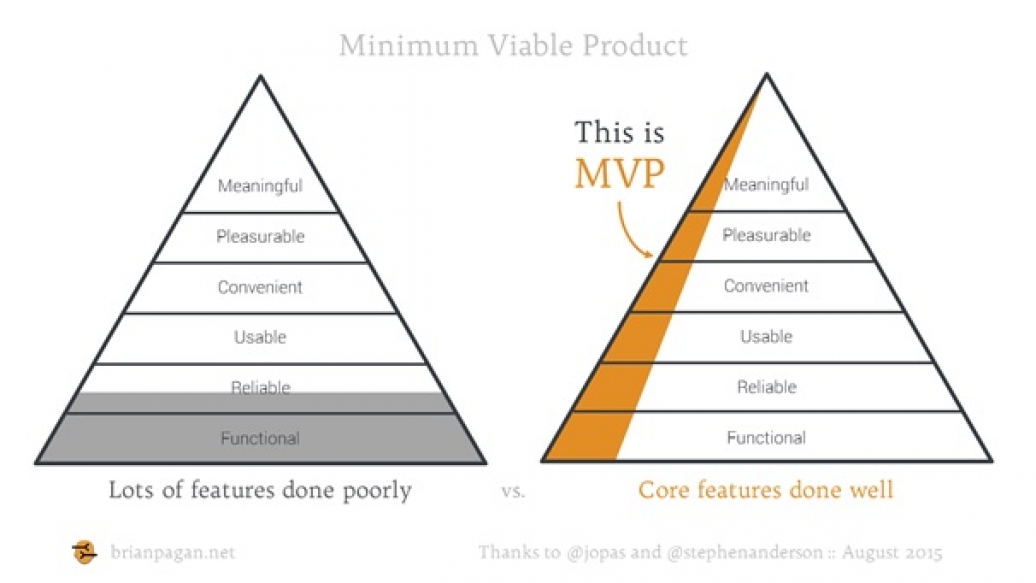 Minimum Viable Product
Meaningful
Pleasurable
Convenient
Usable
Reliable
Functional
Lots of features done poorly
vs.
This is
MVP
Meaningful
Pleasurable
Convenient
Usable
Reliable
Functional
Core features done well
brianpagan.net
Thanks to @jopas and @stephenanderson :: August 2015